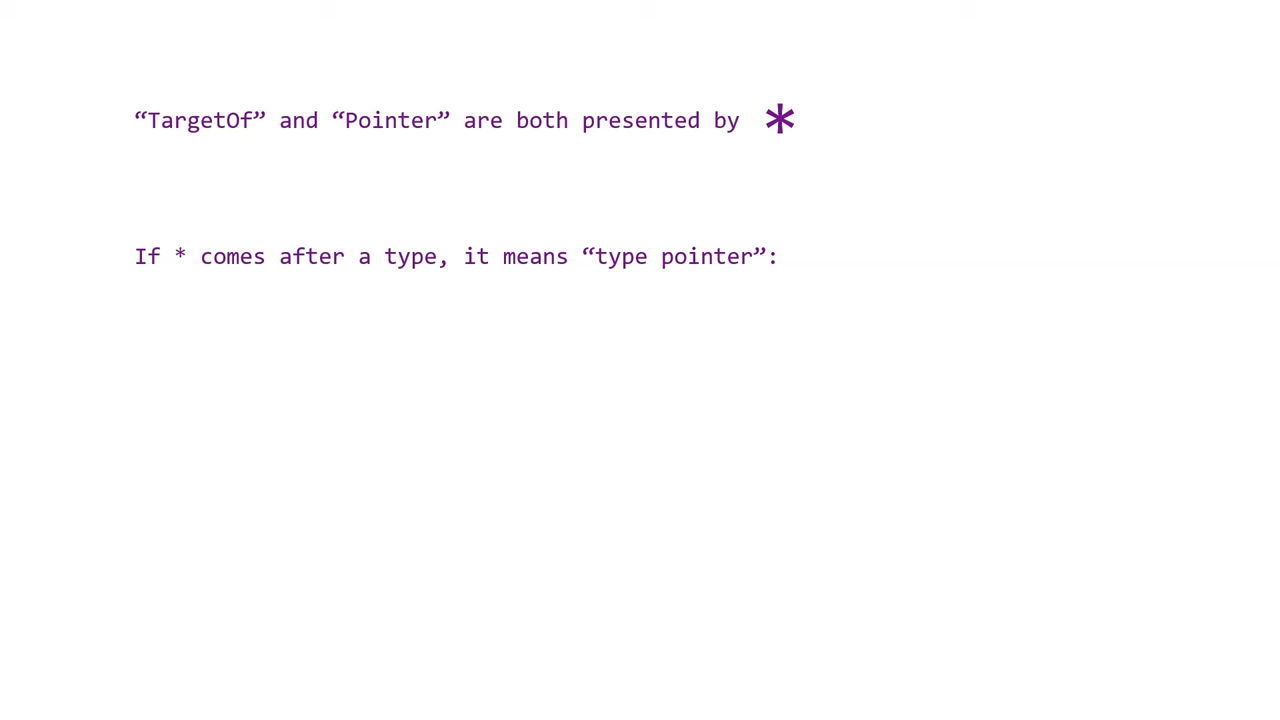 “TargetOf” and “Pointer” are both presented by *
If * comes after a type, it means “type pointer”: